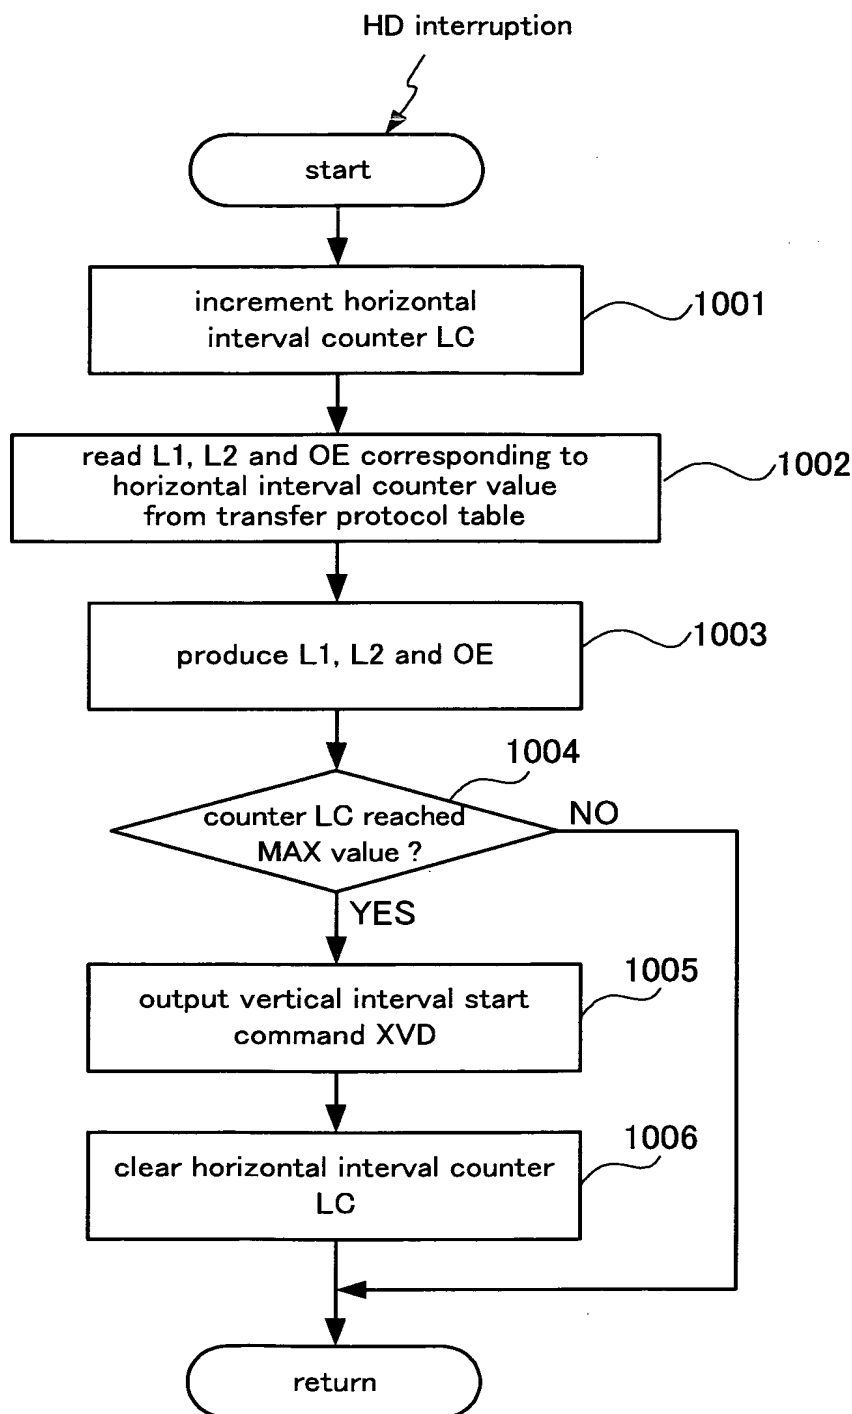 HD interruption
start
increment horizontal
interval counter LC
1001
read L1, L2 and OE corresponding to
horizontal interval counter value
from transfer protocol table
1002
produce L1, L2 and OE
1003
1004
counter LC reached
MAX value ?
NO
YES
output vertical interval start
command XVD
1005
clear horizontal interval counter
LC
1006
return